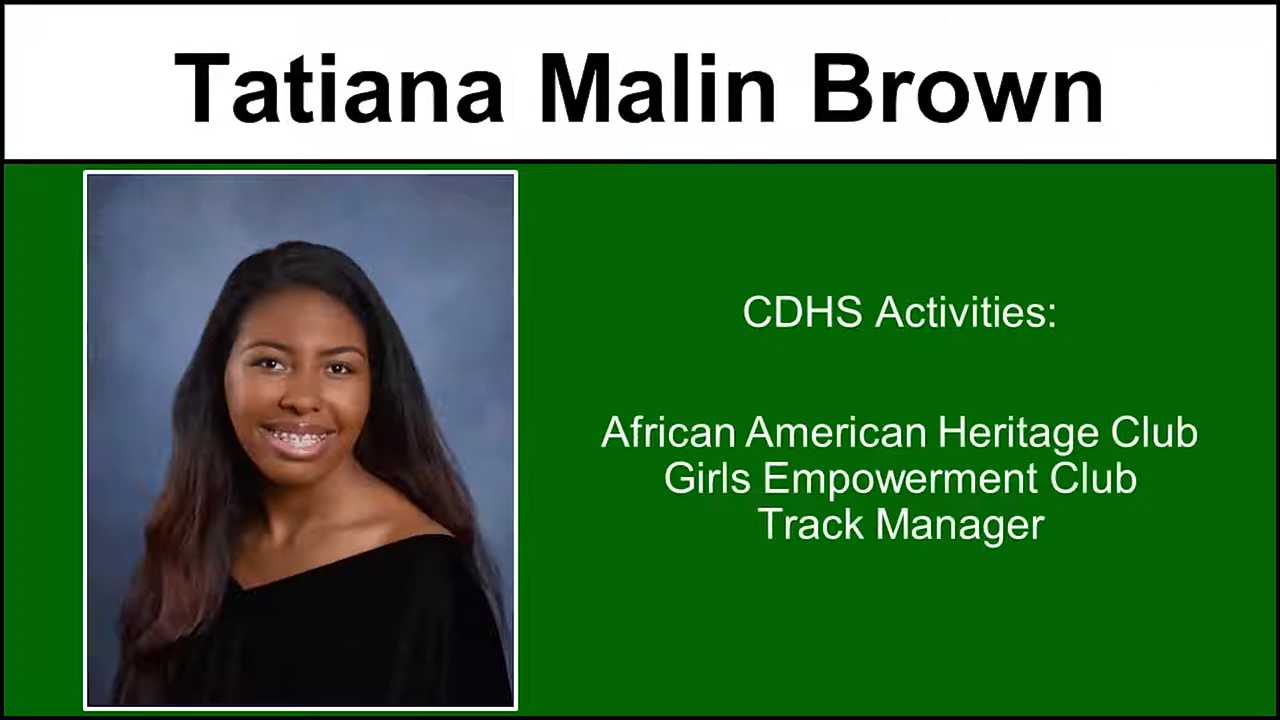 Tatiana Malin Brown
CDHS Activities:
African American Heritage Club
Girls Empowerment Club
Track Manager